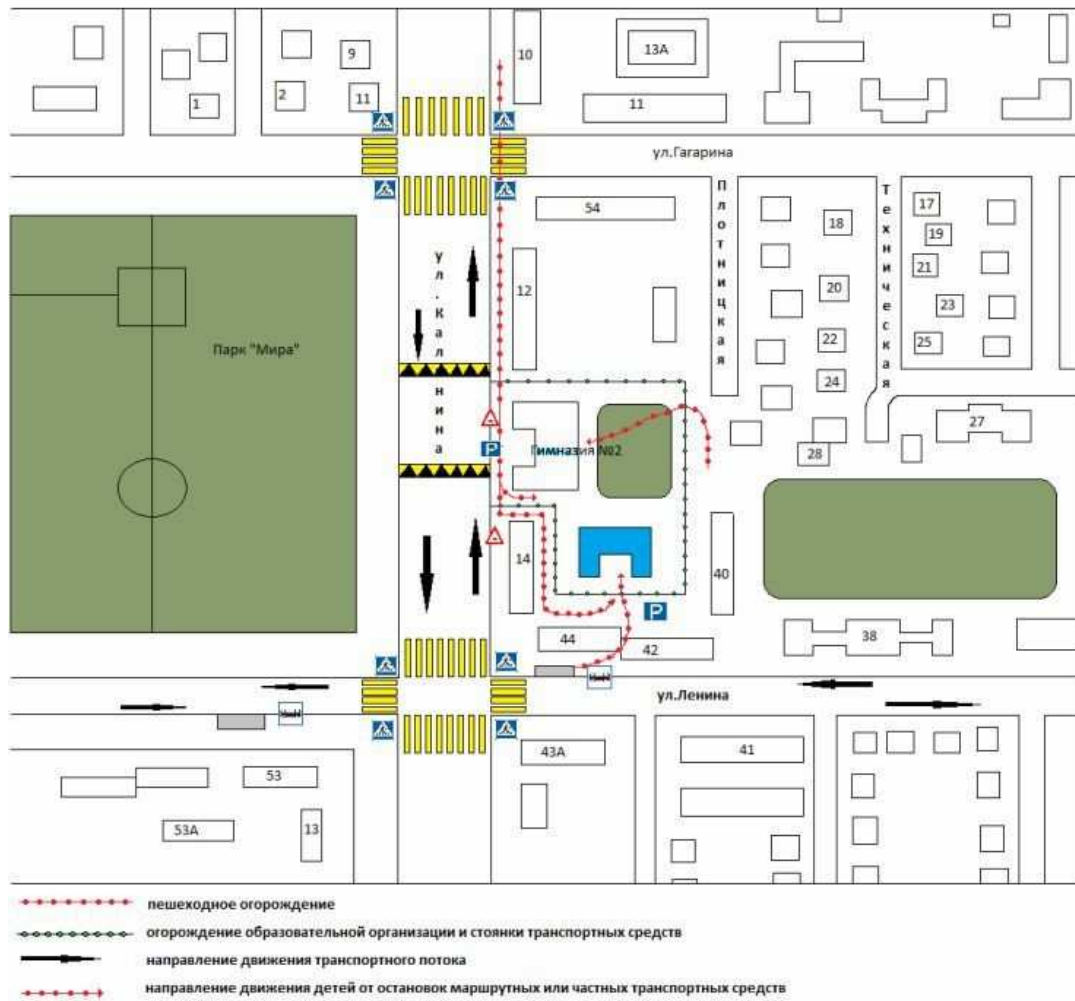 10
13А
9
2
11
1
11
ул.Гагарина
54
Плотницкая
Техническая
17
18
19
21
ул.Калинина
12
20
23
22
25
Парк "Мира"
24
27
Р
Гимназия №2
28
14
40
Р
44
42
38
ул.Ленина
43А
41
53
53А
13
пешеходное огорождение
огорождение образовательной организации и стоянки транспортных средств
направление движения транспортного потока
направление движения детей от остановок маршрутных или частных транспортных средств